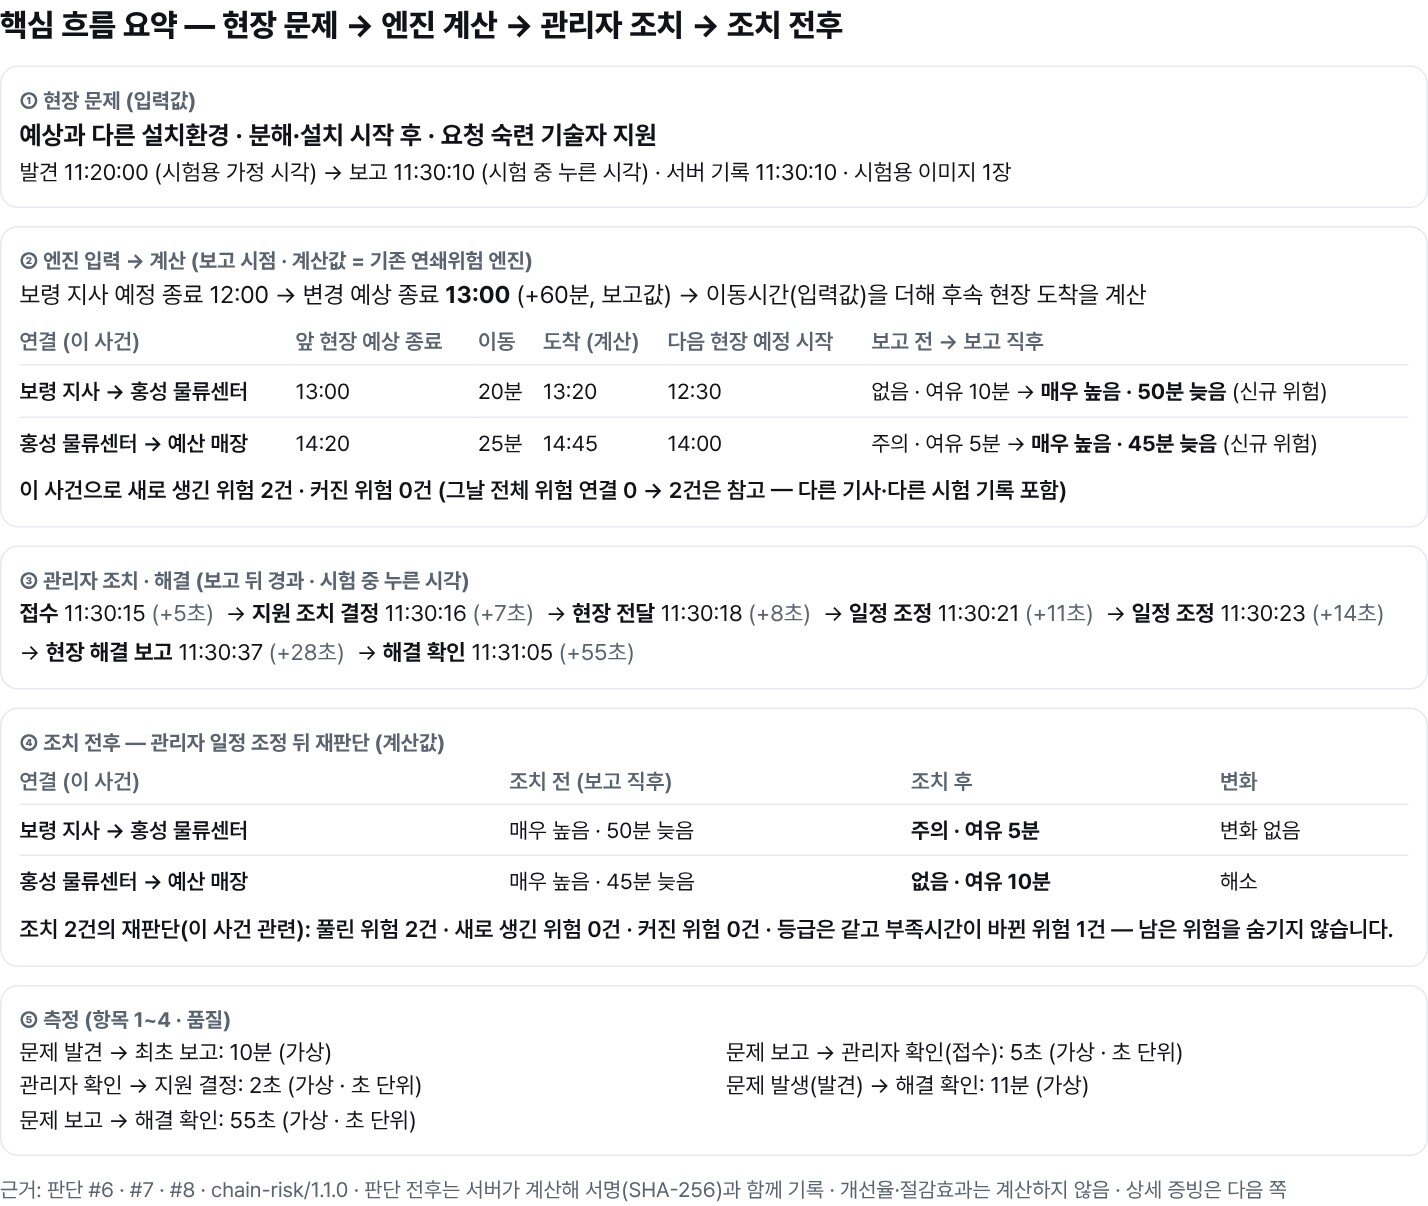 핵심 흐름 요약 — 현장 문제 → 엔진 계산 → 관리자 조치 → 조치 전후
① 현장 문제 (입력값)
예상과 다른 설치환경 · 분해·설치 시작 후 · 요청 숙련 기술자 지원
발견 11:20:00 (시험용 가정 시각) → 보고 11:30:10 (시험 중 누른 시각) · 서버 기록 11:30:10 · 시험용 이미지 1장
② 엔진 입력 → 계산 (보고 시점 · 계산값 = 기존 연쇄위험 엔진)
보령 지사 예정 종료 12:00 → 변경 예상 종료 13:00 (+60분, 보고값) → 이동시간(입력값)을 더해 후속 현장 도착을 계산
연결 (이 사건) 앞 현장 예상 종료 이동 도착 (계산) 다음 현장 예정 시작 보고 전 → 보고 직후
보령 지사 → 홍성 물류센터 13:00 20분 13:20 12:30 없음 · 여유 10분 → 매우 높음 · 50분 늦음 (신규 위험)
홍성 물류센터 → 예산 매장 14:20 25분 14:45 14:00 주의 · 여유 5분 → 매우 높음 · 45분 늦음 (신규 위험)
이 사건으로 새로 생긴 위험 2건 · 커진 위험 0건 (그날 전체 위험 연결 0 → 2건은 참고 — 다른 기사·다른 시험 기록 포함)
③ 관리자 조치 · 해결 (보고 뒤 경과 · 시험 중 누른 시각)
접수 11:30:15 (+5초) → 지원 조치 결정 11:30:16 (+7초) → 현장 전달 11:30:18 (+8초) → 일정 조정 11:30:21 (+11초) → 일정 조정 11:30:23 (+14초)
→ 현장 해결 보고 11:30:37 (+28초) → 해결 확인 11:31:05 (+55초)
④ 조치 전후 — 관리자 일정 조정 뒤 재판단 (계산값)
연결 (이 사건) 조치 전 (보고 직후) 조치 후 변화
보령 지사 → 홍성 물류센터 매우 높음 · 50분 늦음 주의 · 여유 5분 변화 없음
홍성 물류센터 → 예산 매장 매우 높음 · 45분 늦음 없음 · 여유 10분 해소
조치 2건의 재판단(이 사건 관련): 풀린 위험 2건 · 새로 생긴 위험 0건 · 커진 위험 0건 · 등급은 같고 부족시간이 바뀐 위험 1건 — 남은 위험을 숨기지 않습니다.
⑤ 측정 (항목 1~4 · 품질)
문제 발견 → 최초 보고: 10분 (가상) 문제 보고 → 관리자 확인(접수): 5초 (가상 · 초 단위)
관리자 확인 → 지원 결정: 2초 (가상 · 초 단위) 문제 발생(발견) → 해결 확인: 11분 (가상)
문제 보고 → 해결 확인: 55초 (가상 · 초 단위)
근거: 판단 #6 · #7 · #8 · chain-risk/1.1.0 · 판단 전후는 서버가 계산해 서명(SHA-256)과 함께 기록 · 개선율·절감효과는 계산하지 않음 · 상세 증빙은 다음 쪽